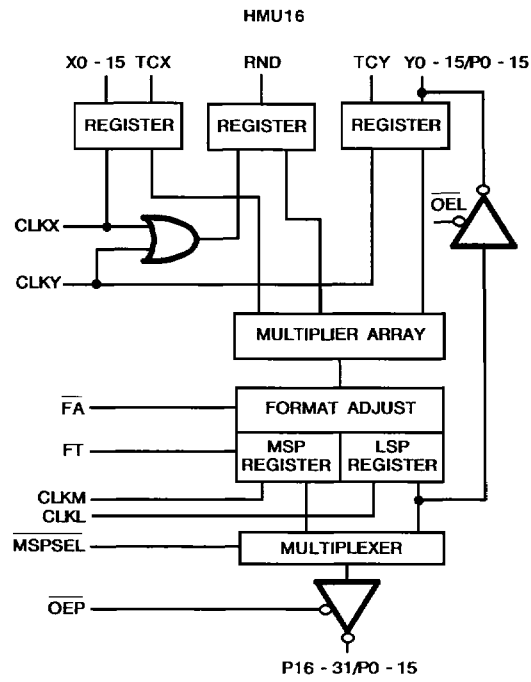 HMU16
X0 - 15 TCX RND TCY Y0 - 15/P0 - 15
REGISTER REGISTER REGISTER
OEL
CLKX
CLKY
MULTIPLIER ARRAY
FA FORMAT ADJUST
FT MSP REGISTER LSP REGISTER
CLKM
CLKL
MSPSEL MULTIPLEXER
OEP
P16 - 31/P0 - 15